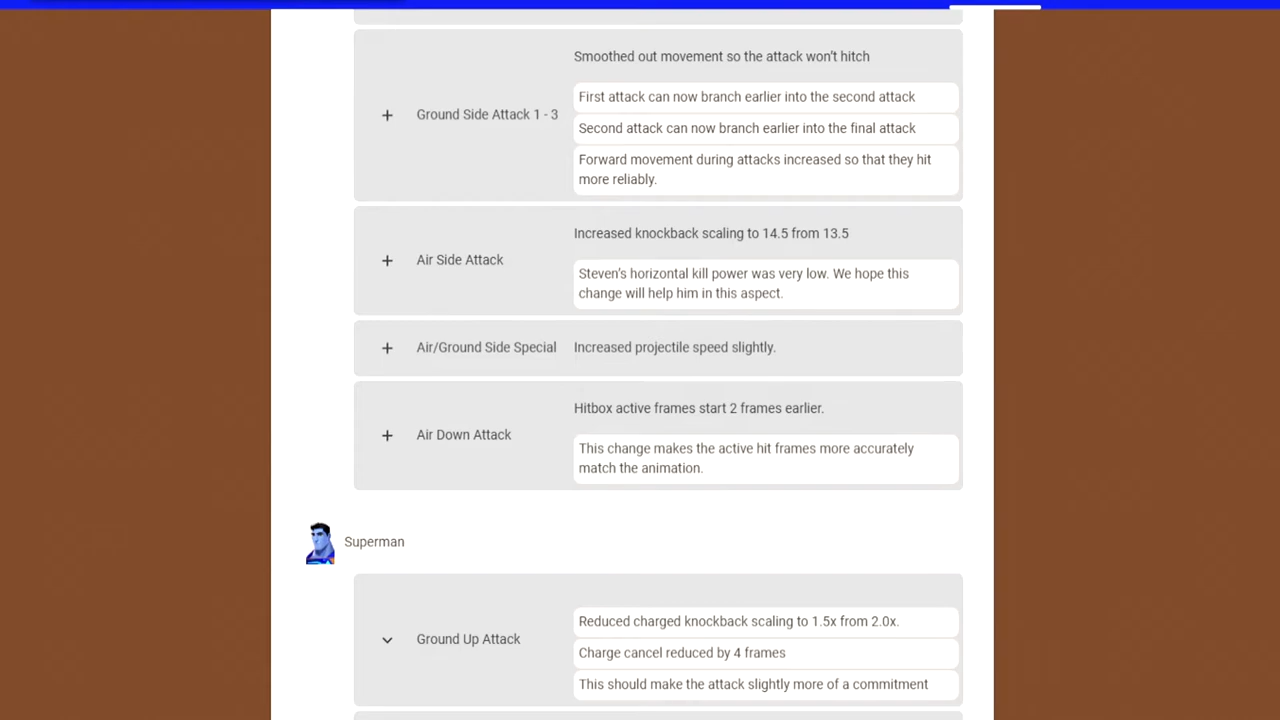 Smoothed out movement so the attack won't hitch
Ground Side Attack 1 - 3
First attack can now branch earlier into the second attack
Second attack can now branch earlier into the final attack
Forward movement during attacks increased so that they hit
more reliably.
Increased knockback scaling to 14.5 from 13.5
Air Side Attack
Steven's horizontal kill power was very low. We hope this
change will help him in this aspect.
Air/Ground Side Special
Increased projectile speed slightly.
Hitbox active frames start 2 frames earlier.
Air Down Attack
This change makes the active hit frames more accurately
match the animation.
Superman
Ground Up Attack
Reduced charged knockback scaling to 1.5x from 2.0x.
Charge cancel reduced by 4 frames
This should make the attack slightly more of a commitment